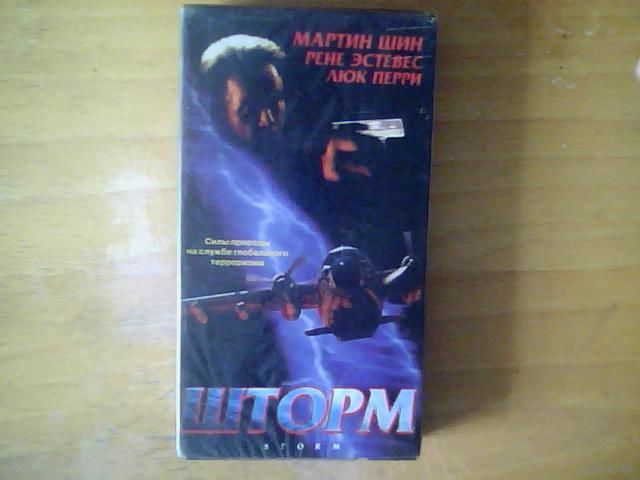 МАРТИН ШИН
РЕНЕ ЭСТЕВЕС
ЛЮК ПЕРРИ
Силы природы
на службе глобального
терроризма
ШТОРМ
STORM